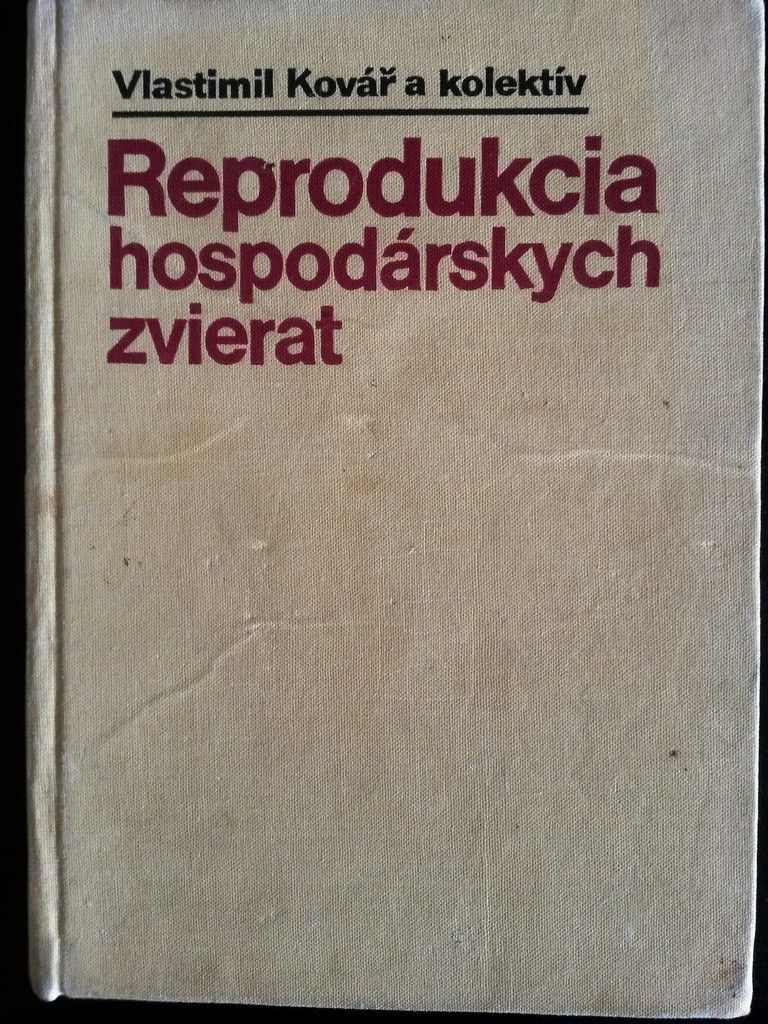 Vlastimil Kovář a kolektív
Reprodukcia
hospodárskych
zvierat